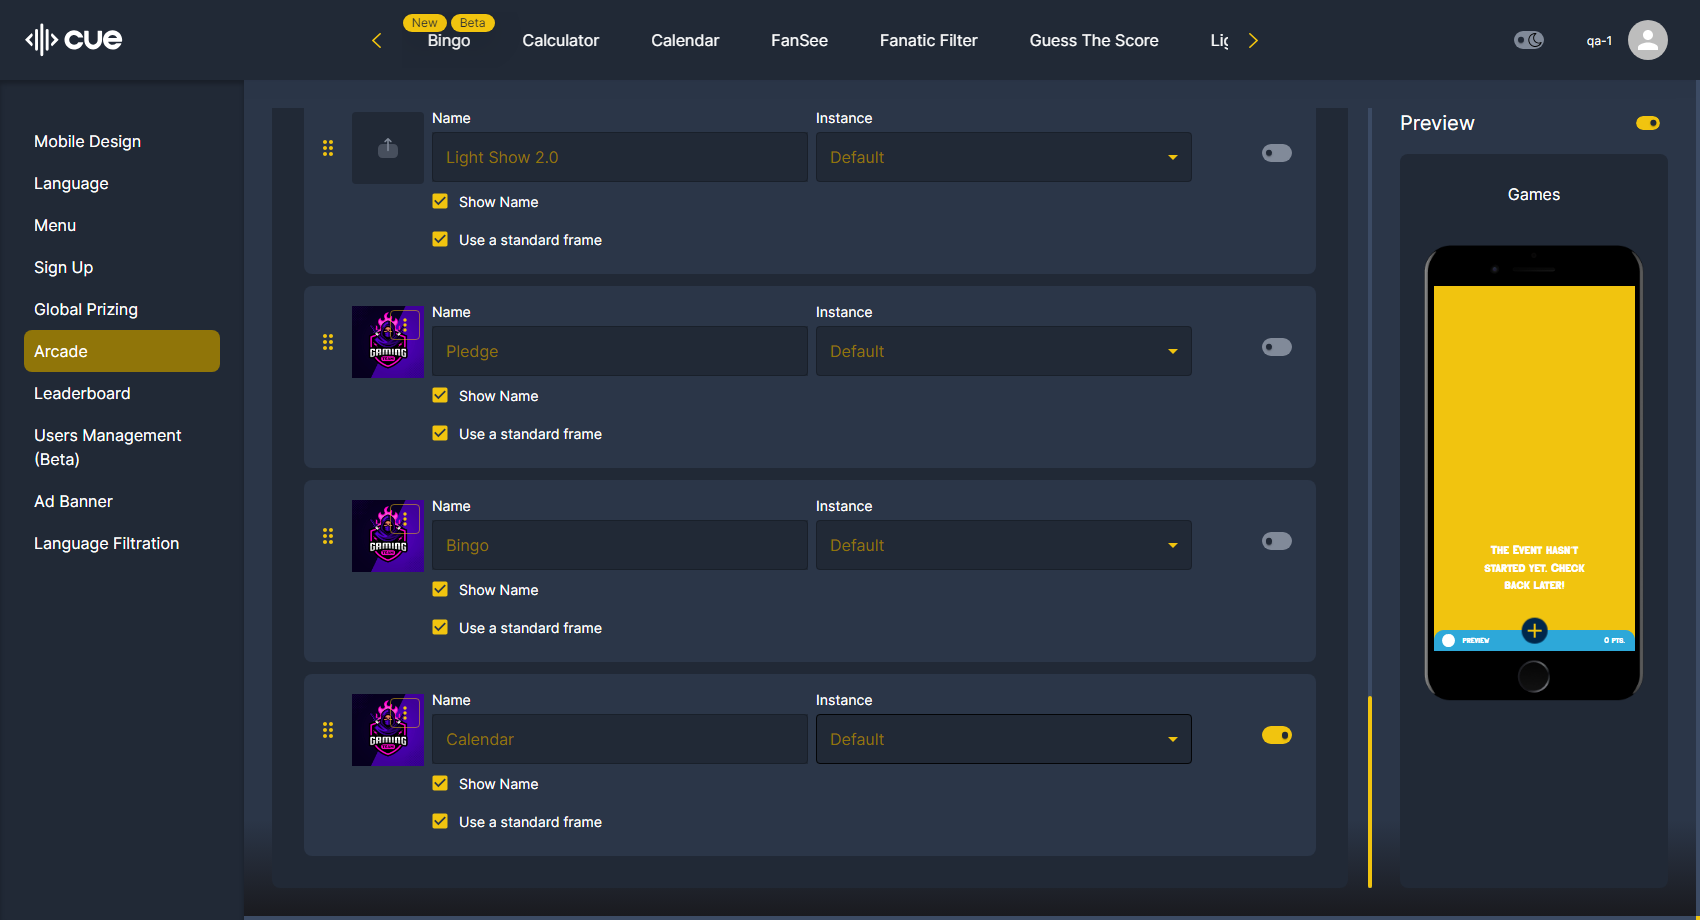 cue
New
Beta
Bingo
Calculator
Calendar
FanSee
Fanatic Filter
Guess The Score
Lig
qa-1
Mobile Design
Language
Menu
Sign Up
Global Prizing
Arcade
Leaderboard
Users Management
(Beta)
Ad Banner
Language Filtration
Name
Instance
Light Show 2.0
Default
Show Name
Use a standard frame
GAMING
Name
Instance
Pledge
Default
Show Name
Use a standard frame
GAMING
Name
Instance
Bingo
Default
Show Name
Use a standard frame
GAMING
Name
Instance
Calendar
Default
Show Name
Use a standard frame
Preview
Games
The Event hasn't
started yet. Check
back later!
Preview
0 pts.